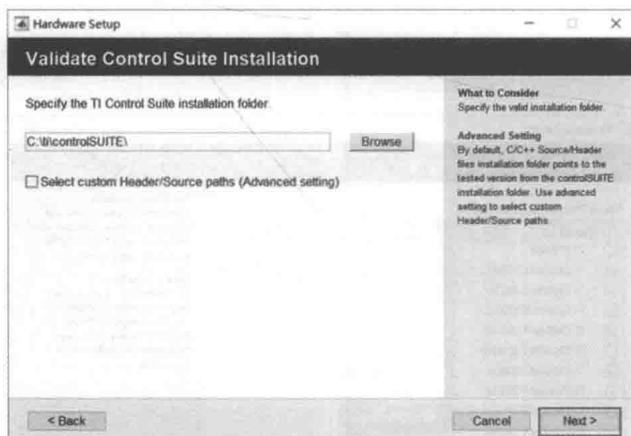 Hardware Setup
Validate Control Suite Installation
Specify the TI Control Suite installation folder.
C:\ti\controlSUITE\
Browse
Select custom Header/Source paths (Advanced setting)
What to Consider
Specify the valid installation folder.
Advanced Setting
By default, C/C++ Source/Header
files installation folder points to the
tested version from the controlSUITE
installation folder. Use advanced
setting to select custom
Header/Source paths.
< Back
Cancel
Next >